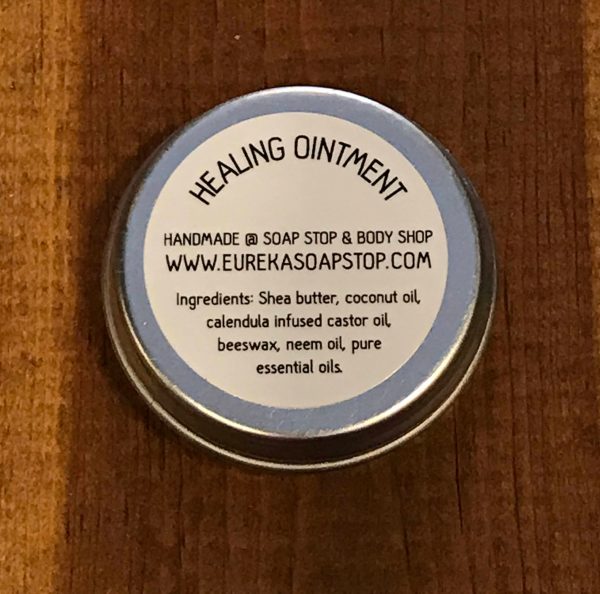 HEALING OINTMENT
HANDMADE @ SOAP STOP & BODY SHOP
WWW.EUREKASOAPSTOP.COM
Ingredients: Shea butter, coconut oil,
calendula infused castor oil,
beeswax, neem oil, pure
essential oils.